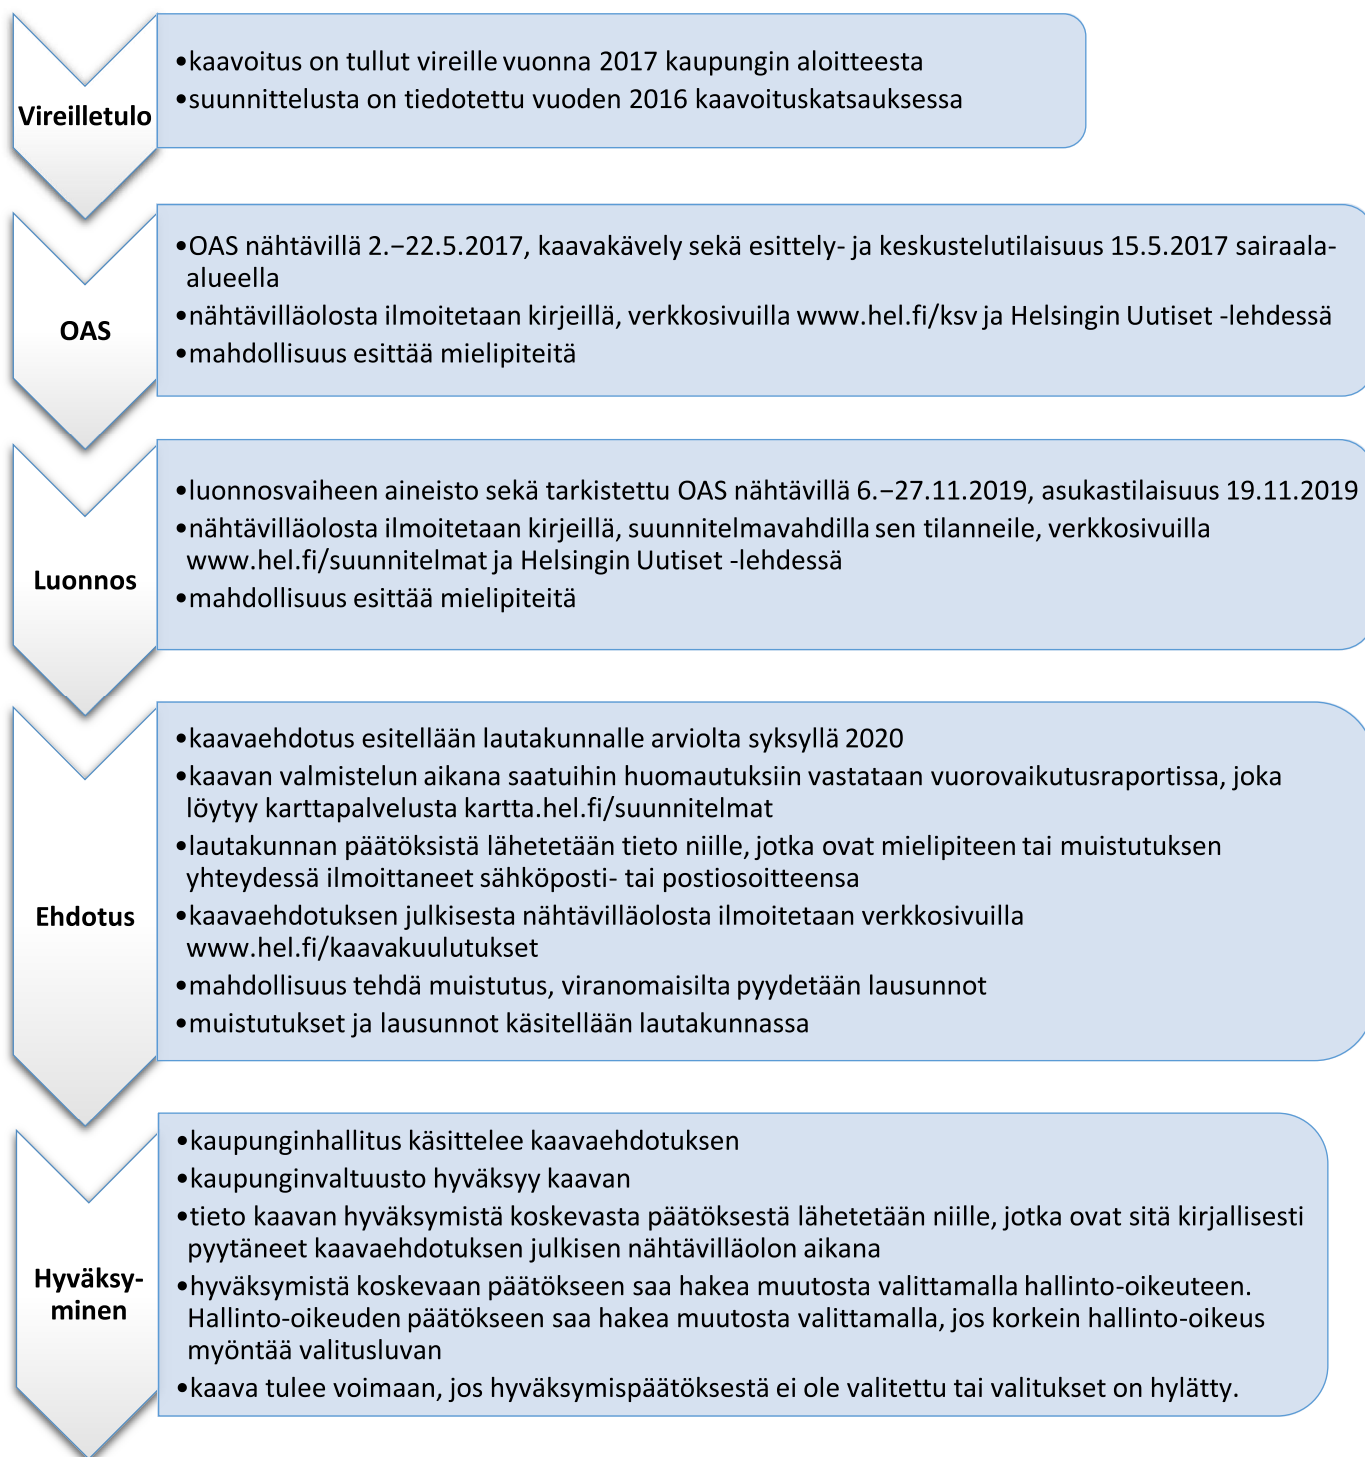 Vireilletulo
•kaavoitus on tullut vireille vuonna 2017 kaupungin aloitteesta
•suunnittelusta on tiedotettu vuoden 2016 kaavoituskatsauksessa
OAS
•OAS nähtävillä 2.–22.5.2017, kaavakävely sekä esittely- ja keskustelutilaisuus 15.5.2017 sairaala-
alueella
•nähtävilläolosta ilmoitetaan kirjeillä, verkkosivuilla www.hel.fi/ksv ja Helsingin Uutiset -lehdessä
•mahdollisuus esittää mielipiteitä
Luonnos
•luonnosvaiheen aineisto sekä tarkistettu OAS nähtävillä 6.–27.11.2019, asukastilaisuus 19.11.2019
•nähtävilläolosta ilmoitetaan kirjeillä, suunnitelmavahdilla sen tilanneile, verkkosivuilla
www.hel.fi/suunnitelmat ja Helsingin Uutiset -lehdessä
•mahdollisuus esittää mielipiteitä
Ehdotus
•kaavaehdotus esitellään lautakunnalle arviolta syksyllä 2020
•kaavan valmistelun aikana saatuihin huomautuksiin vastataan vuorovaikutusraportissa, joka
löytyy karttapalvelusta kartta.hel.fi/suunnitelmat
•lautakunnan päätöksistä lähetetään tieto niille, jotka ovat mielipiteen tai muistutuksen
yhteydessä ilmoittaneet sähköposti- tai postiosoitteensa
•kaavaehdotuksen julkisesta nähtävilläolosta ilmoitetaan verkkosivuilla
www.hel.fi/kaavakuulutukset
•mahdollisuus tehdä muistutus, viranomaisilta pyydetään lausunnot
•muistutukset ja lausunnot käsitellään lautakunnassa
Hyväksy-
minen
•kaupunginhallitus käsittelee kaavaehdotuksen
•kaupunginvaltuusto hyväksyy kaavan
•tieto kaavan hyväksymistä koskevasta päätöksestä lähetetään niille, jotka ovat sitä kirjallisesti
pyytäneet kaavaehdotuksen julkisen nähtävilläolon aikana
•hyväksymistä koskevaan päätökseen saa hakea muutosta valittamalla hallinto-oikeuteen.
Hallinto-oikeuden päätökseen saa hakea muutosta valittamalla, jos korkein hallinto-oikeus
myöntää valitusluvan
•kaava tulee voimaan, jos hyväksymispäätöksestä ei ole valitettu tai valitukset on hylätty.